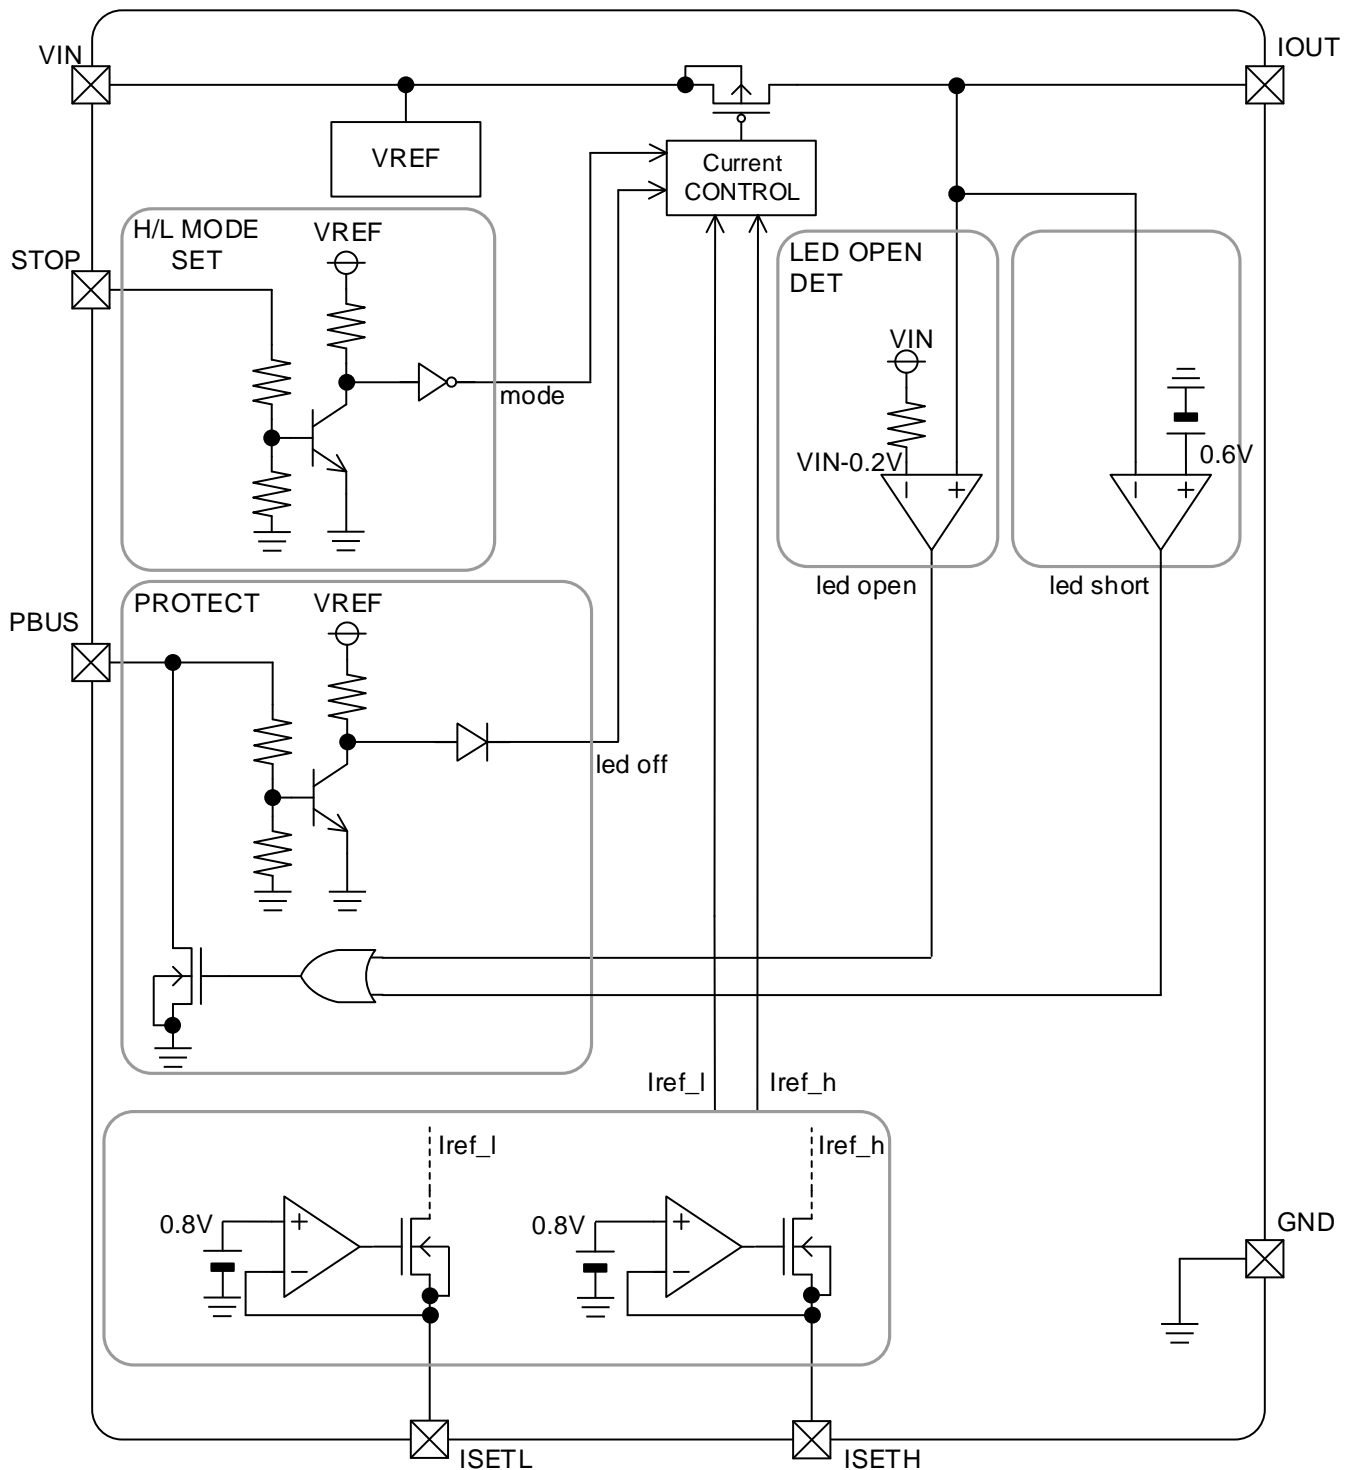 VIN
IOUT
VREF
Current
CONTROL
H/L MODE
SET
VREF
STOP
LED OPEN
DET
VIN
mode
VIN-0.2V
0.6V
−
+
−
+
led open
led short
PROTECT
VREF
PBUS
led off
Iref_l
Iref_h
Iref_l
Iref_h
0.8V
+
−
0.8V
+
−
GND
ISETL
ISETH